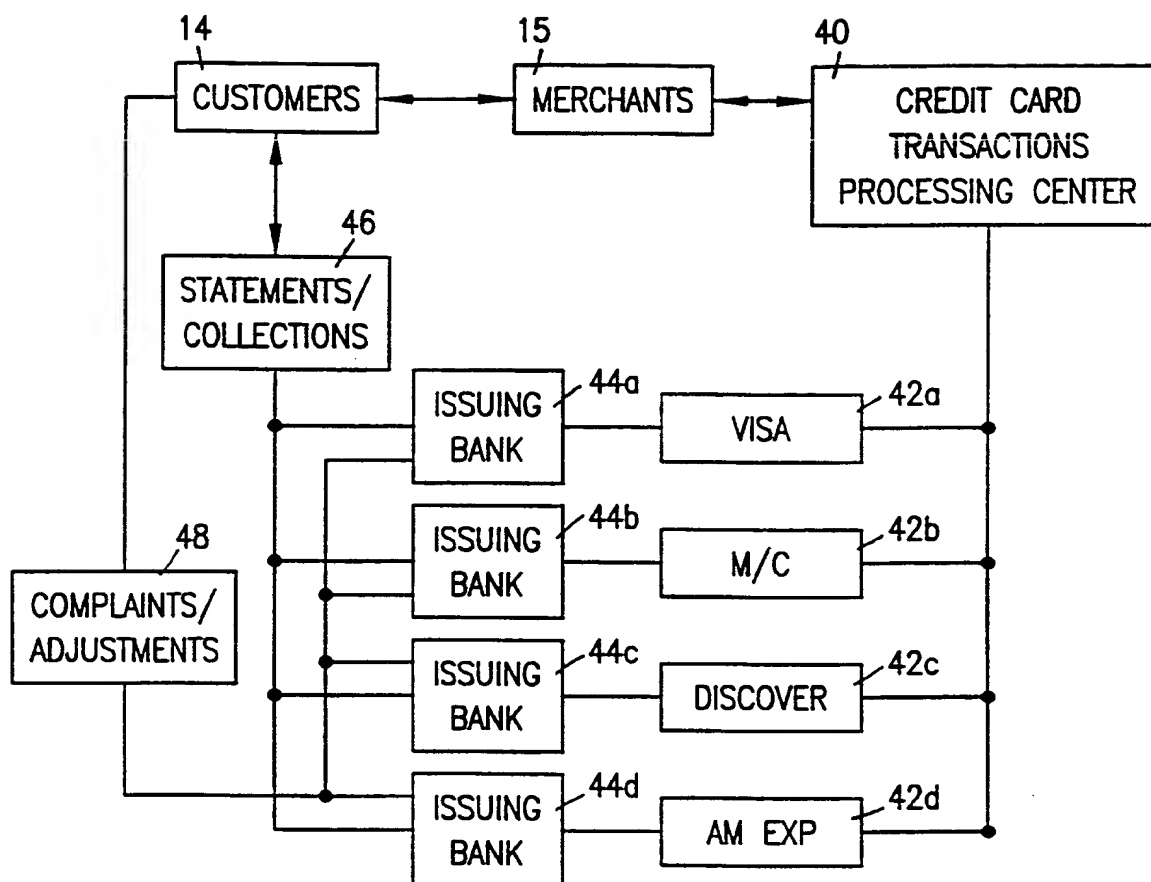 14
CUSTOMERS
15
MERCHANTS
40
CREDIT CARD
TRANSACTIONS
PROCESSING CENTER
46
STATEMENTS/
COLLECTIONS
ISSUING
BANK
44a
VISA
42a
ISSUING
BANK
44b
M/C
42b
48
COMPLAINTS/
ADJUSTMENTS
ISSUING
BANK
44c
DISCOVER
42c
ISSUING
BANK
44d
AM EXP
42d